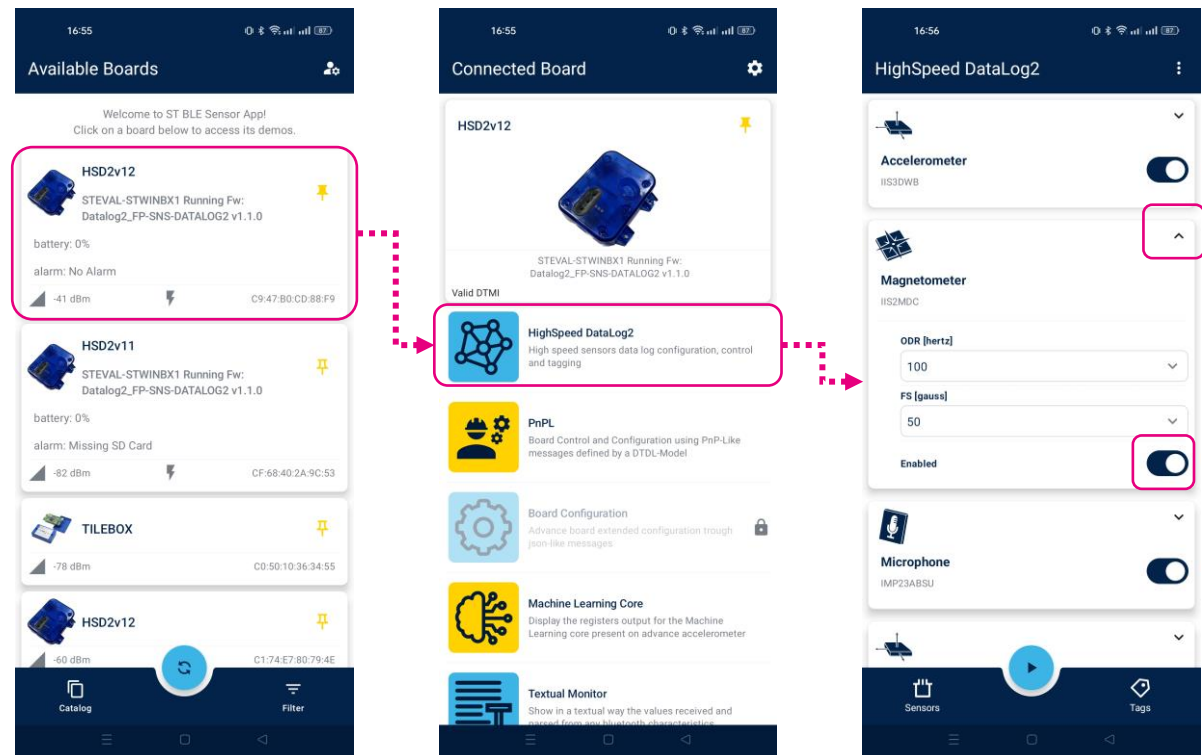 16:55
87
Available Boards
Welcome to ST BLE Sensor App!
Click on a board below to access its demos.
HSD2v12
STEVAL-STWINBX1 Running Fw:
Datalog2_FP-SNS-DATALOG2 v1.1.0
battery: 0%
alarm: No Alarm
-41 dBm
C9:47:B0:CD:88:F9
HSD2v11
STEVAL-STWINBX1 Running Fw:
Datalog2_FP-SNS-DATALOG2 v1.1.0
battery: 0%
alarm: Missing SD Card
-82 dBm
CF:68:40:2A:9C:53
TILEBOX
-78 dBm
C0:50:10:36:34:55
HSD2v12
-60 dBm
C1:74:E7:80:79:4E
Catalog
Filter
16:55
87
Connected Board
HSD2v12
STEVAL-STWINBX1 Running Fw:
Datalog2_FP-SNS-DATALOG2 v1.1.0
Valid DTMI
HighSpeed DataLog2
High speed sensors data log configuration, control
and tagging
PnPL
Board Control and Configuration using PnP-Like
messages defined by a DTDL-Model
Board Configuration
Advance board extended configuration trough
json-like messages
Machine Learning Core
Display the registers output for the Machine
Learning core present on advance accelerometer
Textual Monitor
Show in a textual way the values received and
parsed from any bluetooth characteristics
16:56
87
HighSpeed DataLog2
Accelerometer
IIS3DWB
Magnetometer
IIS2MDC
ODR [hertz]
100
FS [gauss]
50
Enabled
Microphone
IMP23ABSU
Sensors
Tags